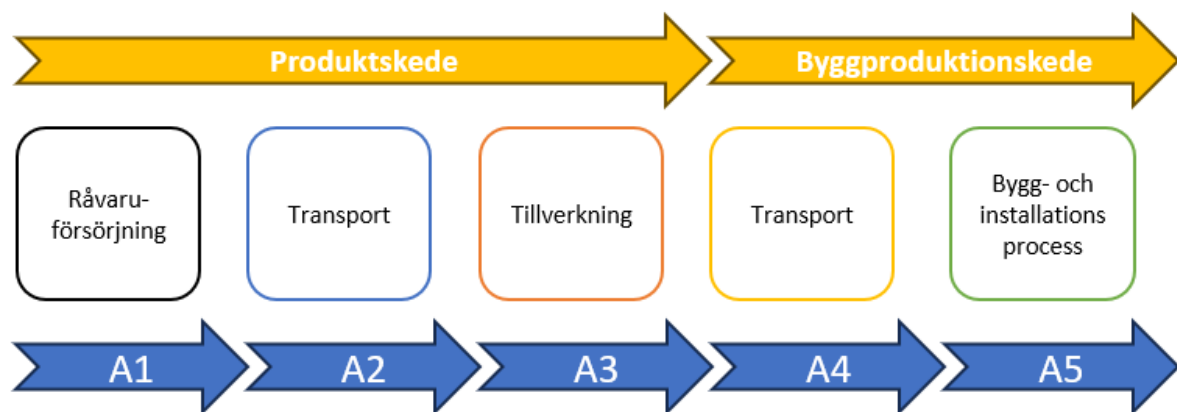 Produktskede
Byggproduktionskede
Råvaru-
försörjning
Transport
Tillverkning
Transport
Bygg- och
installations
process
A1
A2
A3
A4
A5